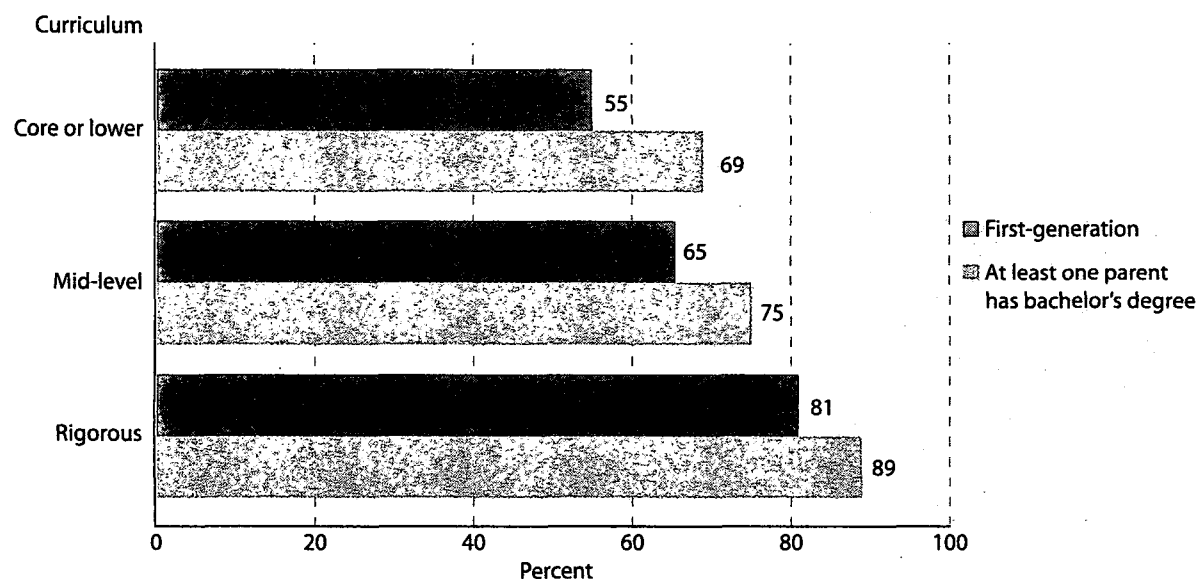 Curriculum
Core or lower
55
69
Mid-level
65
75
Rigorous
81
89
First-generation
At least one parent
has bachelor's degree
0 20 40 60 80 100
Percent